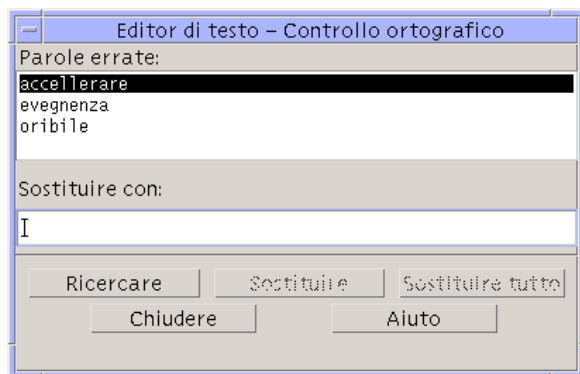 Editor di testo – Controllo ortografico
Parole errate:
accellerare
evegnenza
oribile
Sostituire con:
Ricercare Sostituire Sostituire tutto
Chiudere Aiuto